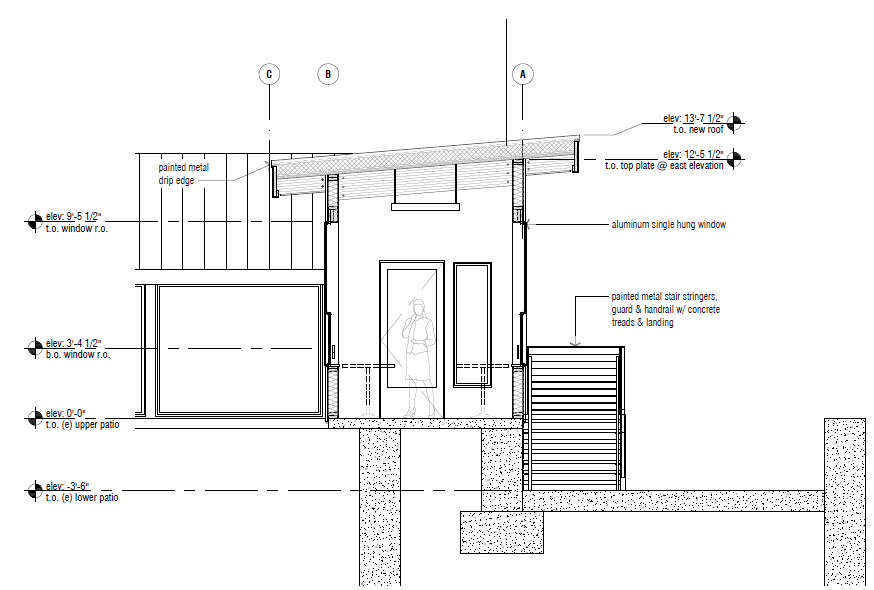 C
B
A
elev: 13'-7 1/2"
t.o. new roof
elev: 12'-5 1/2"
t.o. top plate @ east elevation
painted metal
drip edge
elev: 9'-5 1/2"
t.o. window r.o.
aluminum single hung window
painted metal stair stringers,
guard & handrail w/ concrete
treads & landing
elev: 3'-4 1/2"
b.o. window r.o.
elev: 0'-0"
t.o. (e) upper patio
elev: -3'-6"
t.o. (e) lower patio